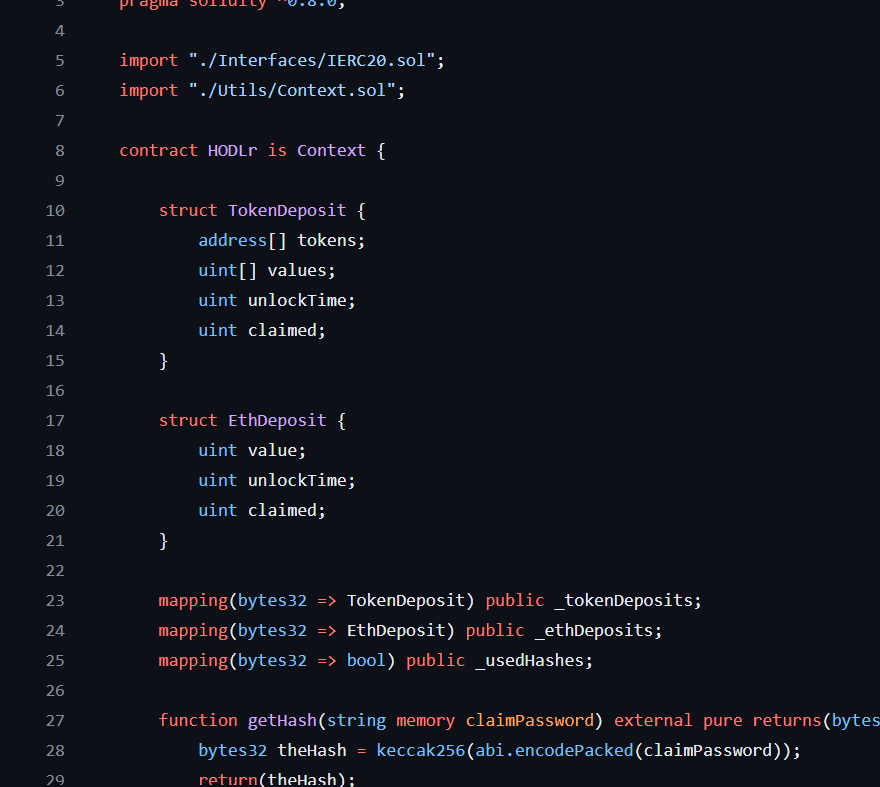 3 pragma solidity ^0.8.0;
4
5 import "./Interfaces/IERC20.sol";
6 import "./Utils/Context.sol";
7
8 contract HODLr is Context {
9
10 struct TokenDeposit {
11 address[] tokens;
12 uint[] values;
13 uint unlockTime;
14 uint claimed;
15 }
16
17 struct EthDeposit {
18 uint value;
19 uint unlockTime;
20 uint claimed;
21 }
22
23 mapping(bytes32 => TokenDeposit) public _tokenDeposits;
24 mapping(bytes32 => EthDeposit) public _ethDeposits;
25 mapping(bytes32 => bool) public _usedHashes;
26
27 function getHash(string memory claimPassword) external pure returns(bytes
28 bytes32 theHash = keccak256(abi.encodePacked(claimPassword));
29 return(theHash);